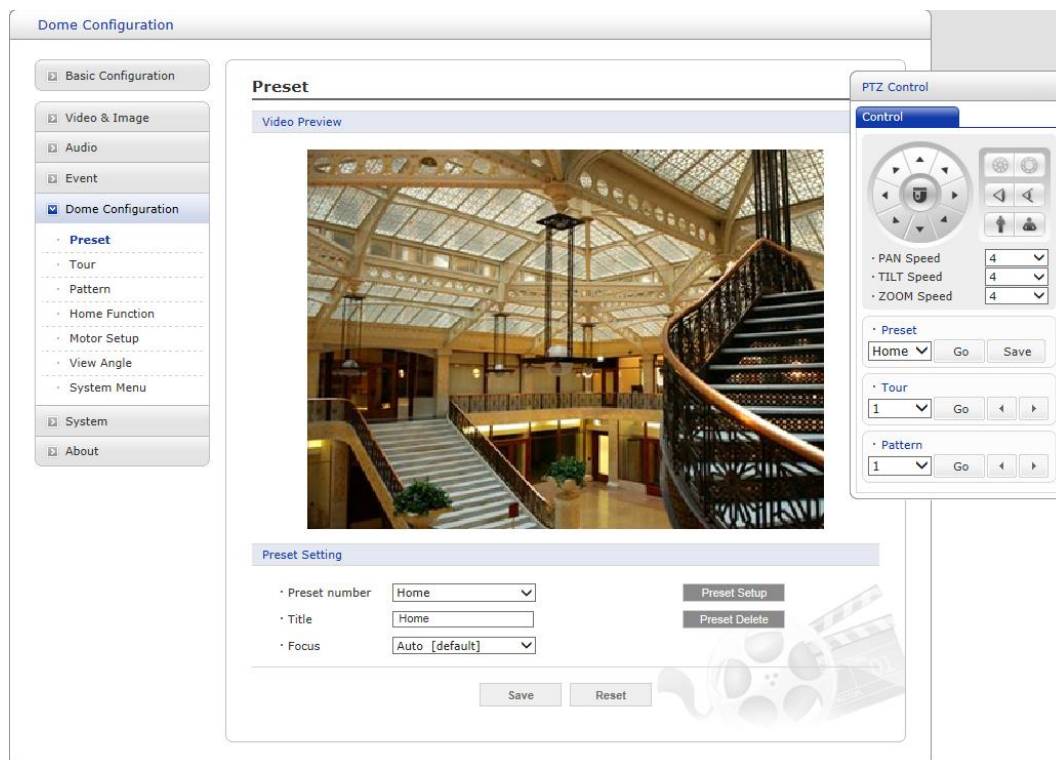 Dome Configuration
Basic Configuration
Video & Image
Audio
Event
Dome Configuration
· Preset
· Tour
· Pattern
· Home Function
· Motor Setup
· View Angle
· System Menu
System
About
Preset
Video Preview
Preset Setting
· Preset number Home Preset Setup
· Title Home Preset Delete
· Focus Auto [default]
Save Reset
PTZ Control
Control
· PAN Speed 4
· TILT Speed 4
· ZOOM Speed 4
· Preset
Home Go Save
· Tour
1 Go
· Pattern
1 Go